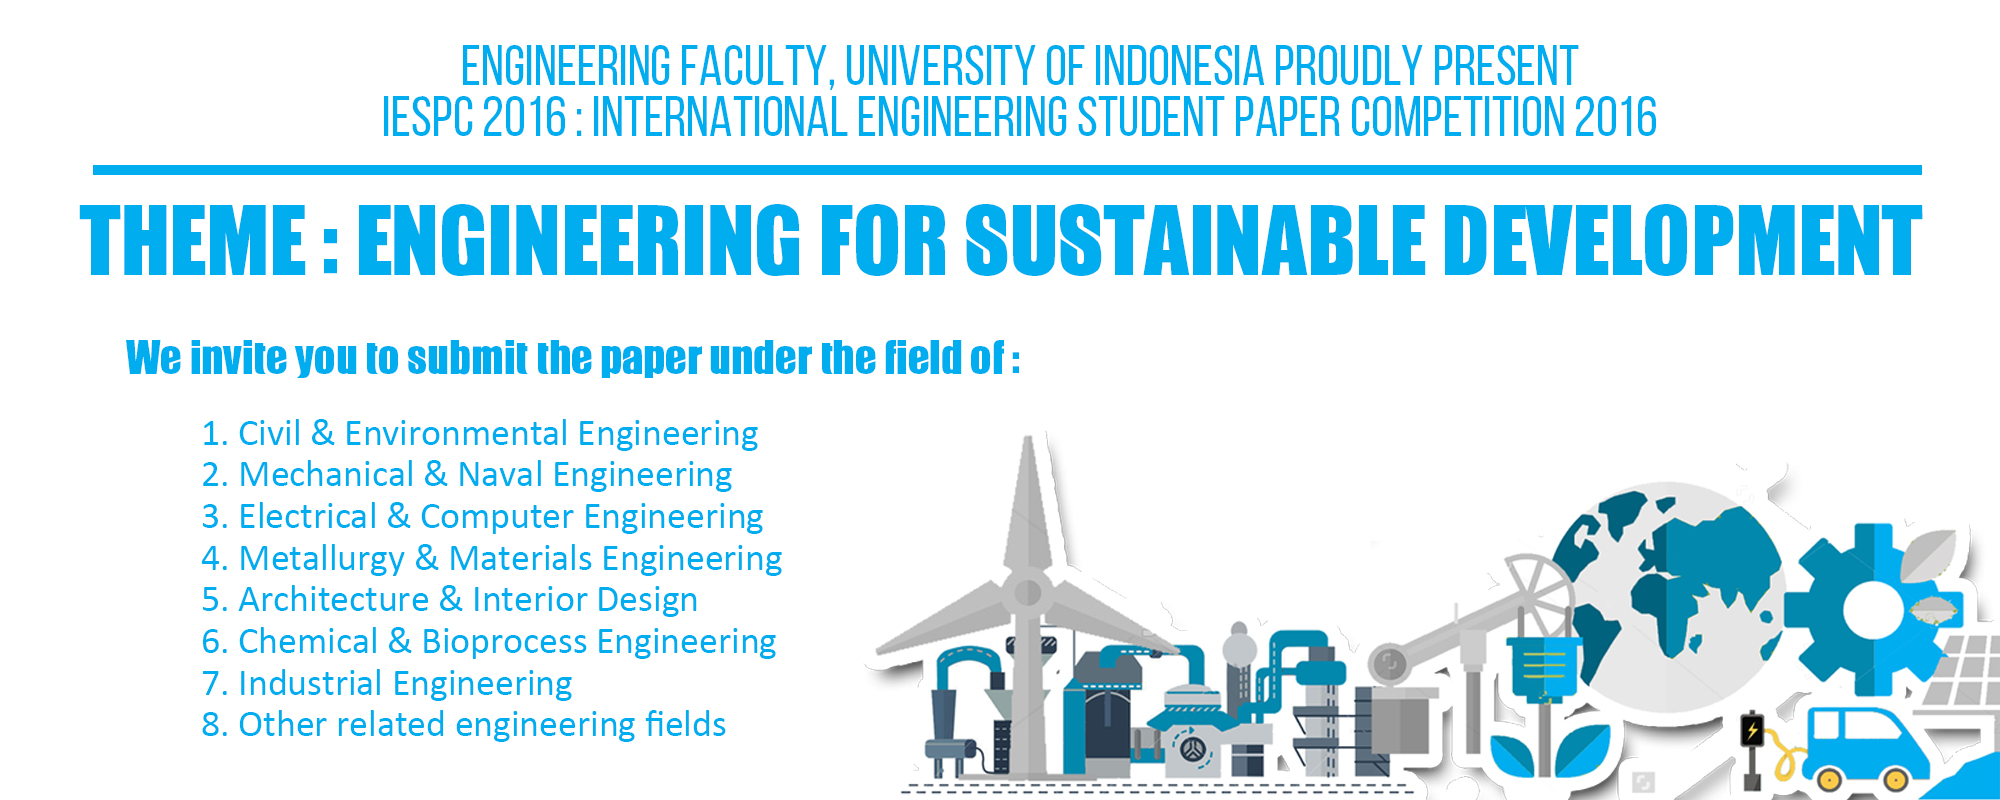 ENGINEERING FACULTY, UNIVERSITY OF INDONESIA PROUDLY PRESENT
IESPC 2016 : INTERNATIONAL ENGINEERING STUDENT PAPER COMPETITION 2016
THEME : ENGINEERING FOR SUSTAINABLE DEVELOPMENT
We invite you to submit the paper under the field of :
1. Civil & Environmental Engineering
2. Mechanical & Naval Engineering
3. Electrical & Computer Engineering
4. Metallurgy & Materials Engineering
5. Architecture & Interior Design
6. Chemical & Bioprocess Engineering
7. Industrial Engineering
8. Other related engineering fields